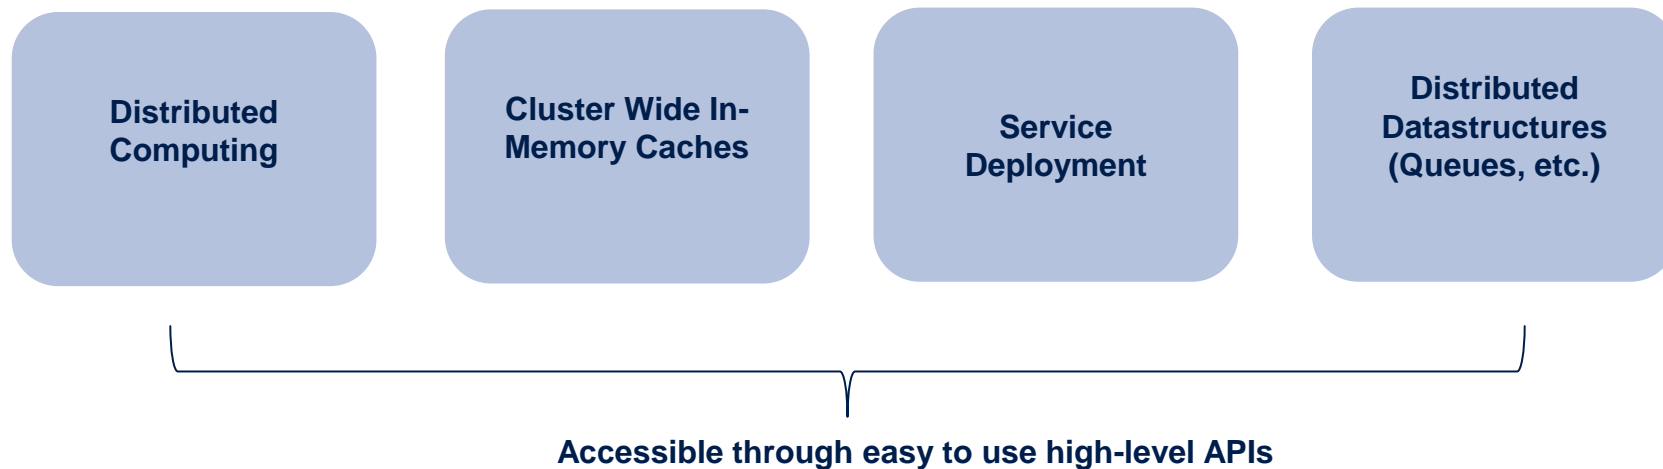 Distributed
Computing
Cluster Wide In-
Memory Caches
Service
Deployment
Distributed
Datastructures
(Queues, etc.)
Accessible through easy to use high-level APIs